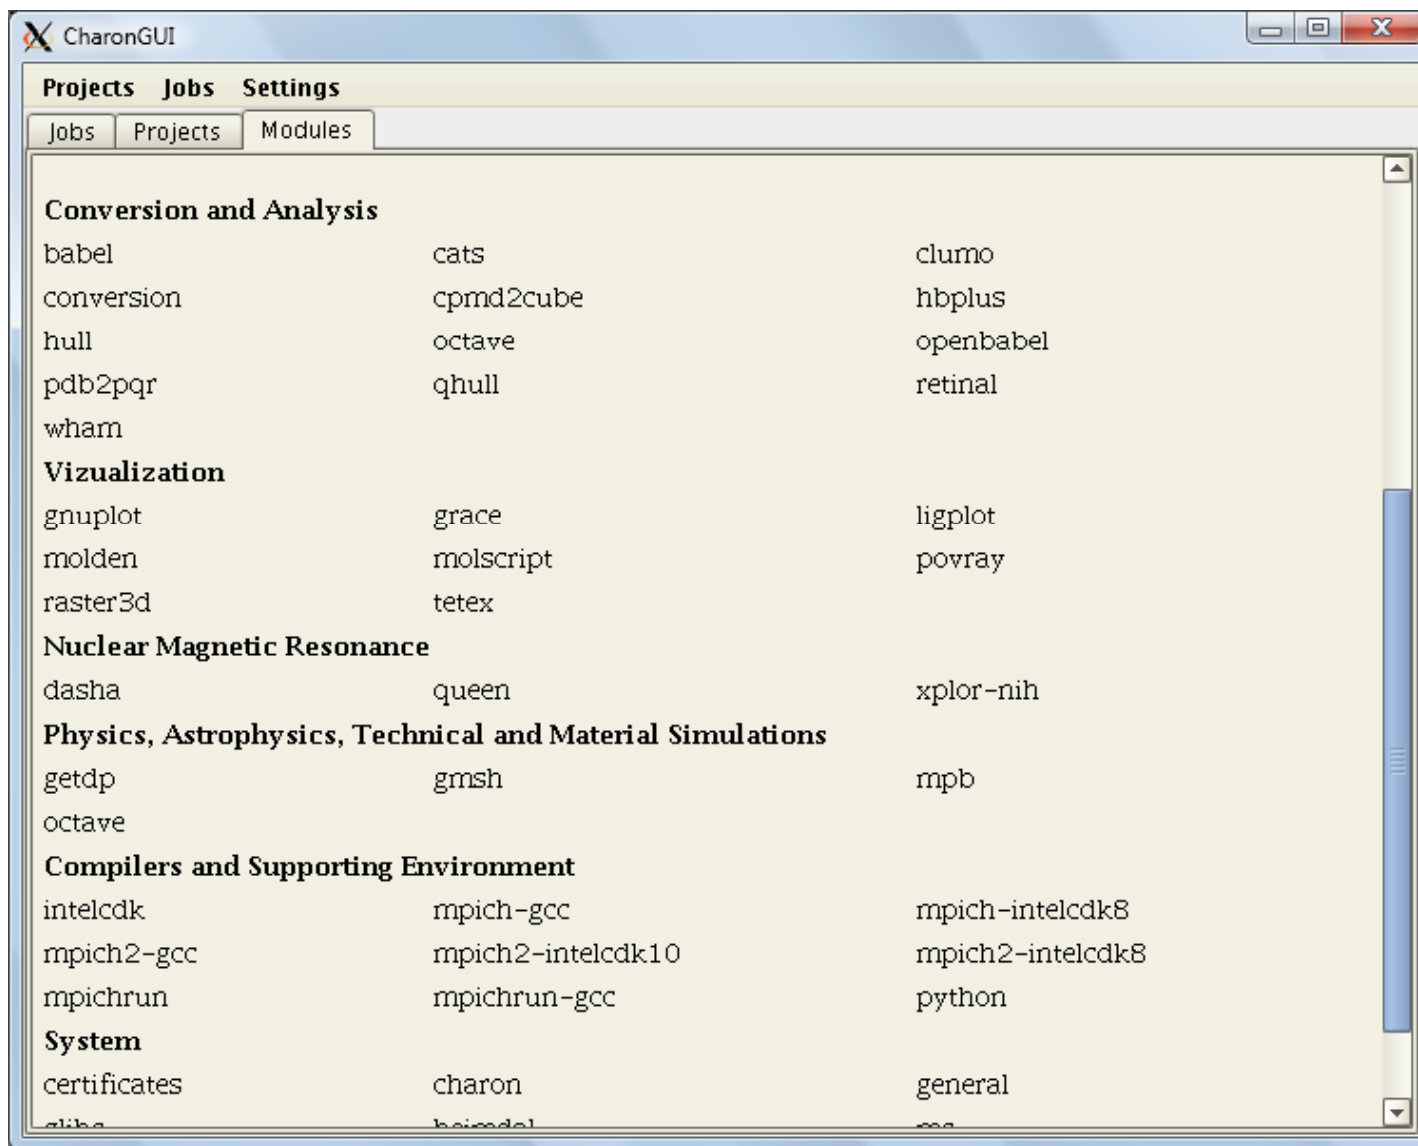 CharonGUI
Projects Jobs Settings
Jobs Projects Modules
Conversion and Analysis
babel cats clumo
conversion cpmd2cube hbplus
hull octave openbabel
pdb2pqr qhull retinal
wham
Vizualization
gnuplot grace ligplot
molden molscript povray
raster3d tetex
Nuclear Magnetic Resonance
dasha queen xplor-nih
Physics, Astrophysics, Technical and Material Simulations
getdp gmsh mpb
octave
Compilers and Supporting Environment
intelcdk mpich-gcc mpich-intelcdk8
mpich2-gcc mpich2-intelcdk10 mpich2-intelcdk8
mpichrun mpichrun-gcc python
System
certificates charon general